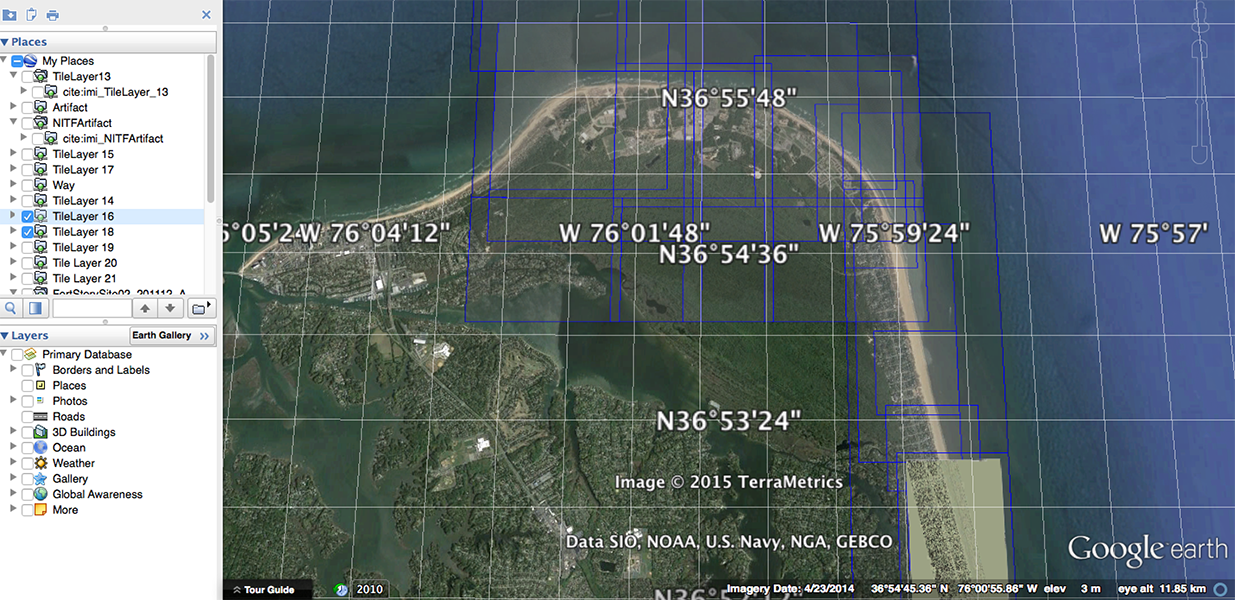 Places
My Places
TileLayer13
cite:imi_TileLayer_13
Artifact
NITFArtifact
cite:imi_NITFArtifact
TileLayer 15
TileLayer 17
Way
TileLayer 14
TileLayer 16
TileLayer 18
TileLayer 19
Tile Layer 20
Tile Layer 21
Layers
Earth Gallery >>
Primary Database
Borders and Labels
Places
Photos
Roads
3D Buildings
Ocean
Weather
Gallery
Global Awareness
More
N36°55'48"
W 76°04'12"
W 76°01'48"
W 75°59'24"
W 75°57'
N36°54'36"
N36°53'24"
Image © 2015 TerraMetrics
Data SIO, NOAA, U.S. Navy, NGA, GEBCO
Google earth
Tour Guide
2010
Imagery Date: 4/23/2014 36°54'45.36" N 76°00'55.86" W elev 3 m eye alt 11.85 km